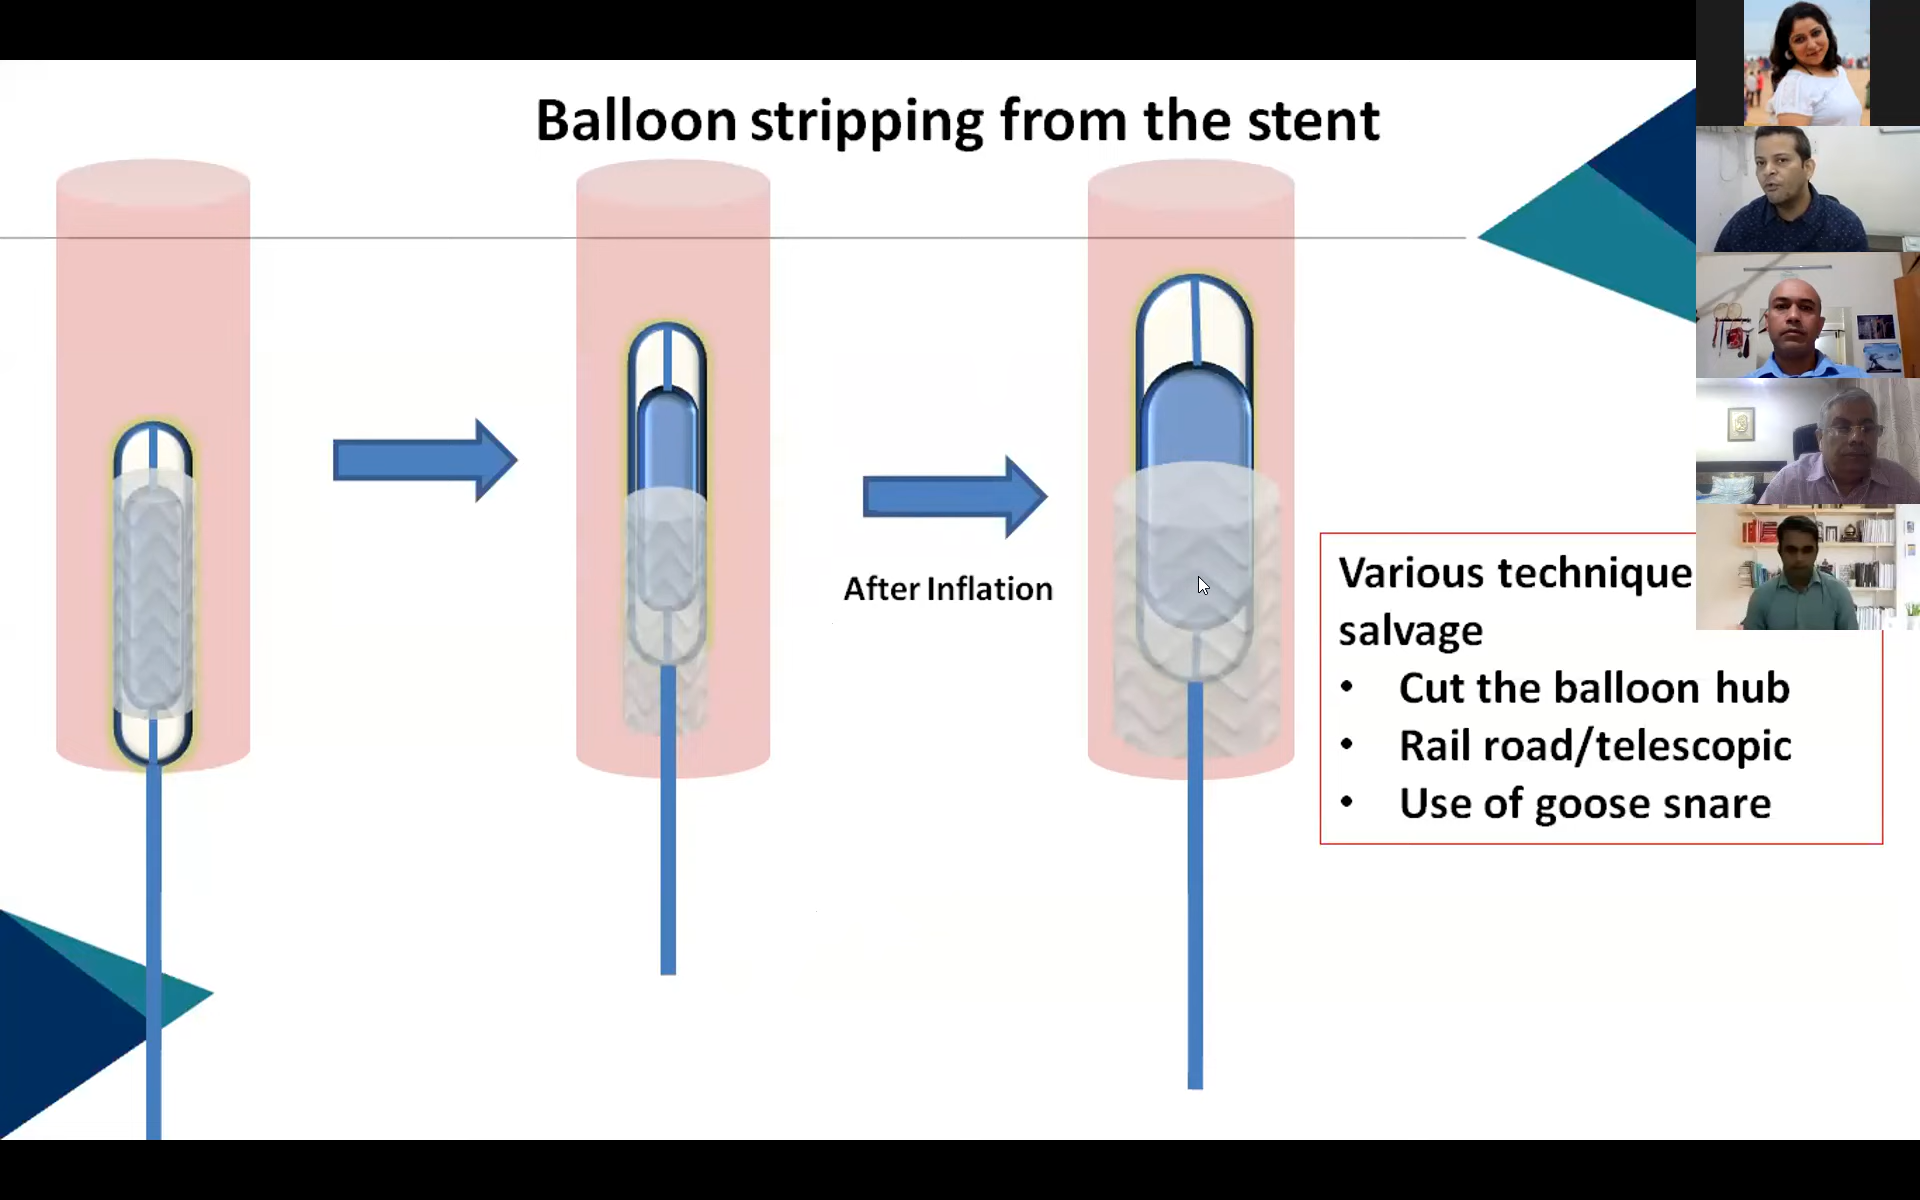 Balloon stripping from the stent
After Inflation
Various technique
salvage
• Cut the balloon hub
• Rail road/telescopic
• Use of goose snare